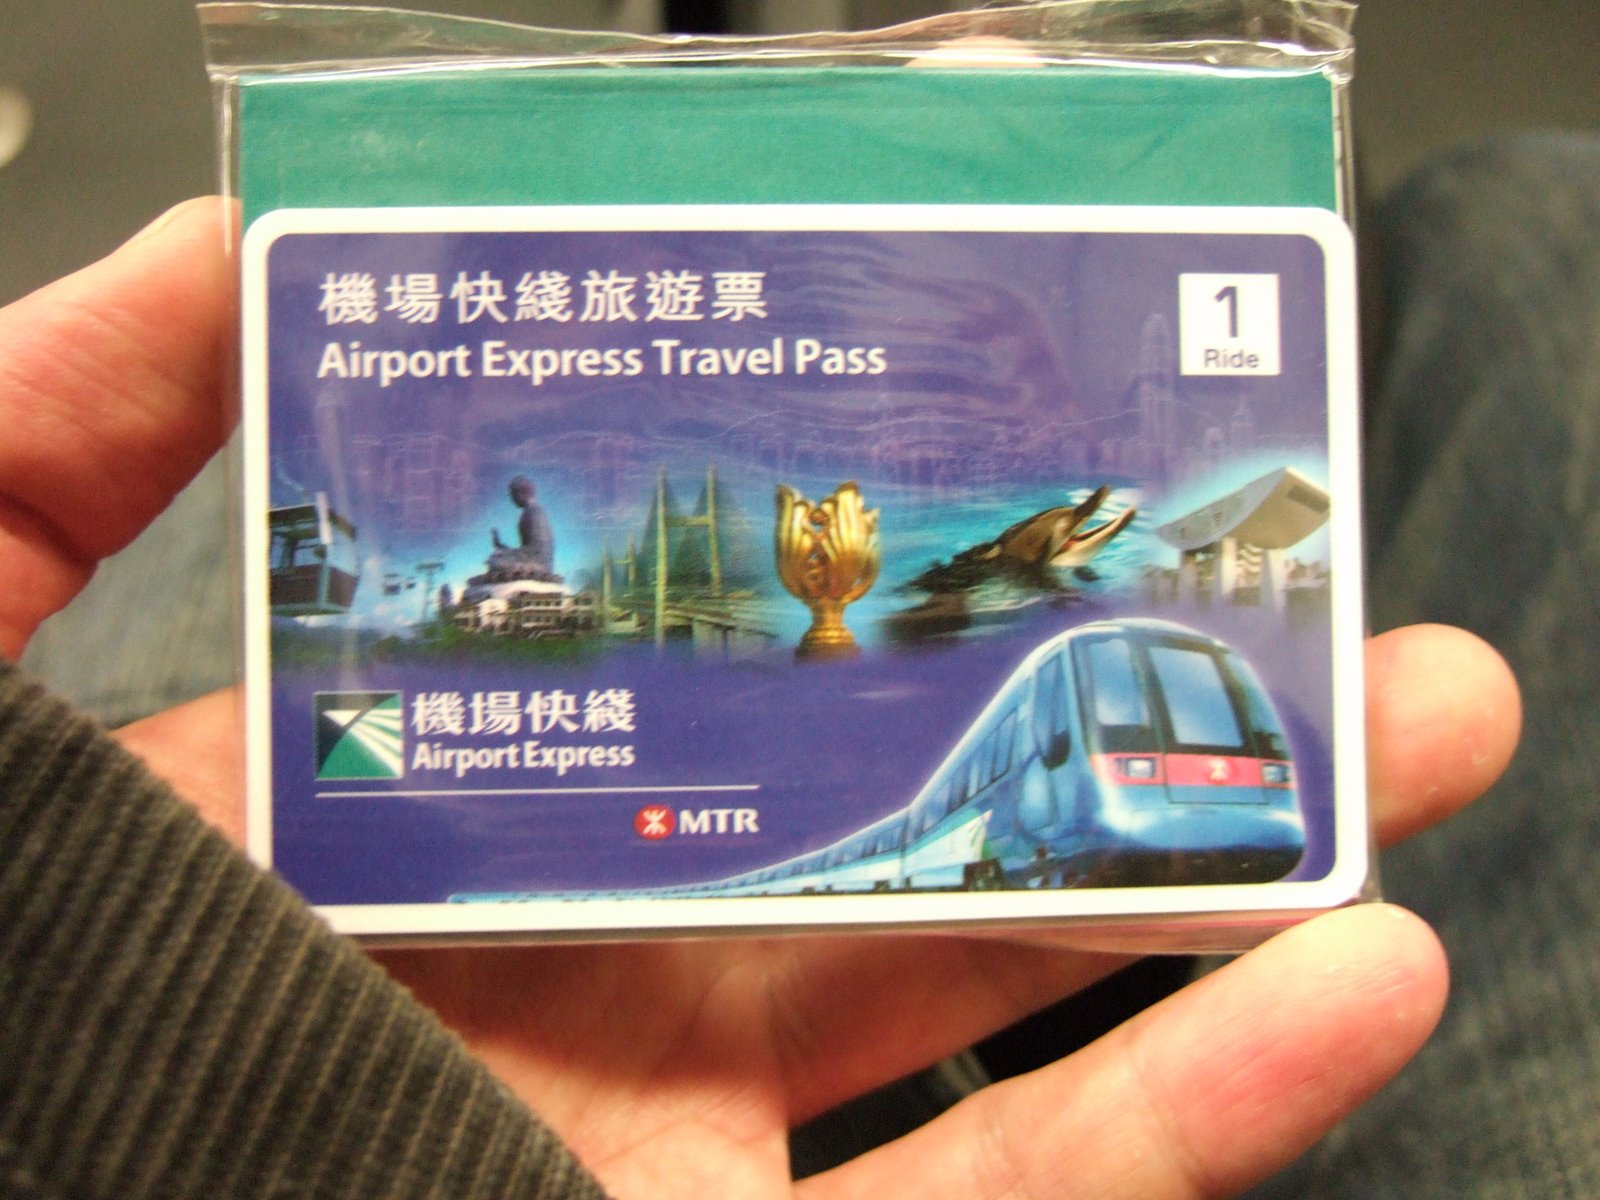 機場快綫旅遊票
Airport Express Travel Pass
1
Ride
機場快綫
Airport Express
MTR